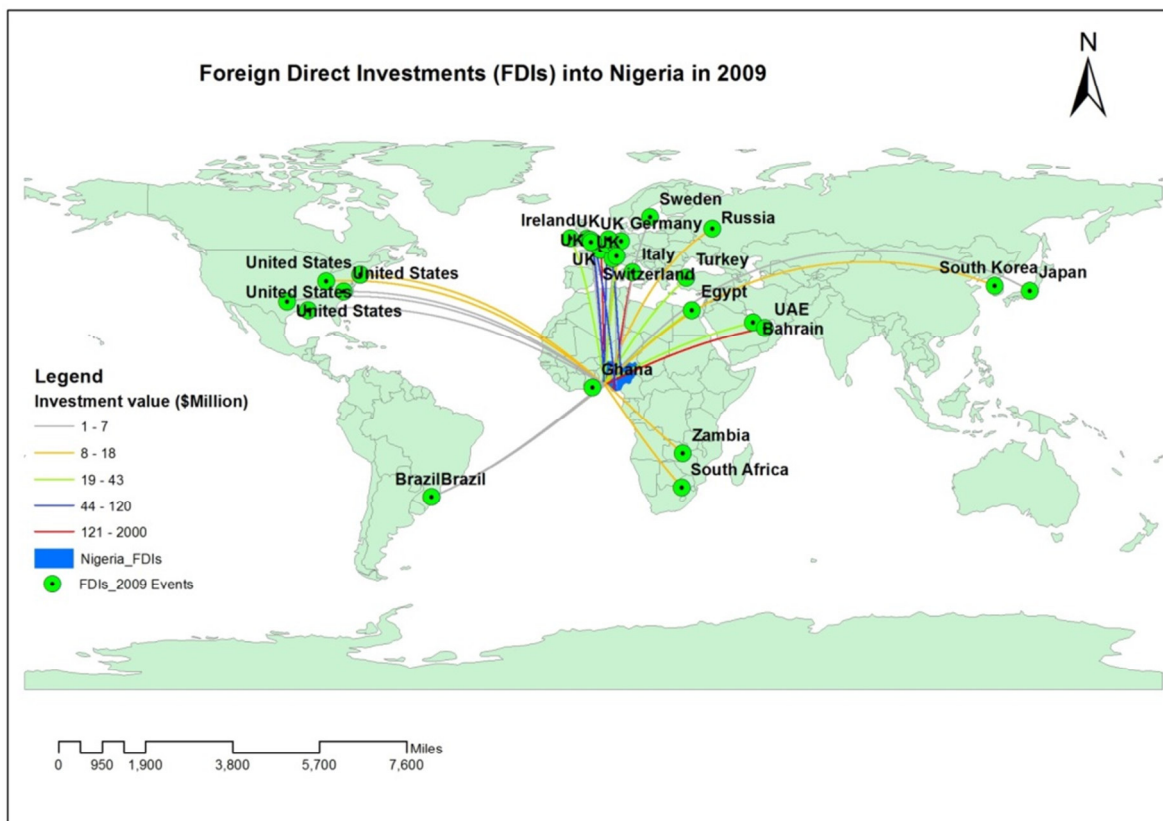 N
Foreign Direct Investments (FDIs) into Nigeria in 2009
Sweden
Ireland UK UK Germany Russia
UK UK
UK Italy Turkey
United States United States Switzerland South Korea Japan
United States Egypt UAE
United States Bahrain
Ghana
Legend
Investment value ($Million)
1 - 7
8 - 18
19 - 43
44 - 120
121 - 2000
Nigeria_FDIs
FDIs_2009 Events
Zambia
South Africa
BrazilBrazil
Miles
0 950 1,900 3,800 5,700 7,600